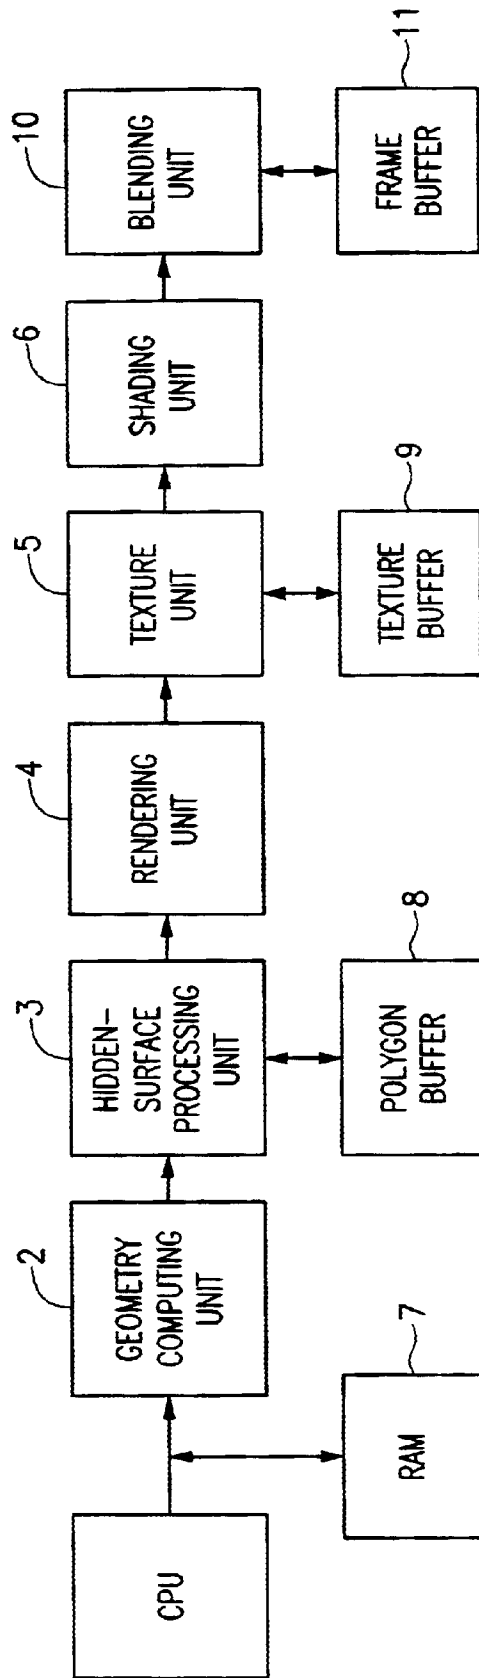 CPU
RAM
7
GEOMETRY
COMPUTING
UNIT
2
HIDDEN-
SURFACE
PROCESSING
UNIT
3
POLYGON
BUFFER
8
RENDERING
UNIT
4
TEXTURE
UNIT
5
TEXTURE
BUFFER
9
SHADING
UNIT
6
BLENDING
UNIT
10
FRAME
BUFFER
11